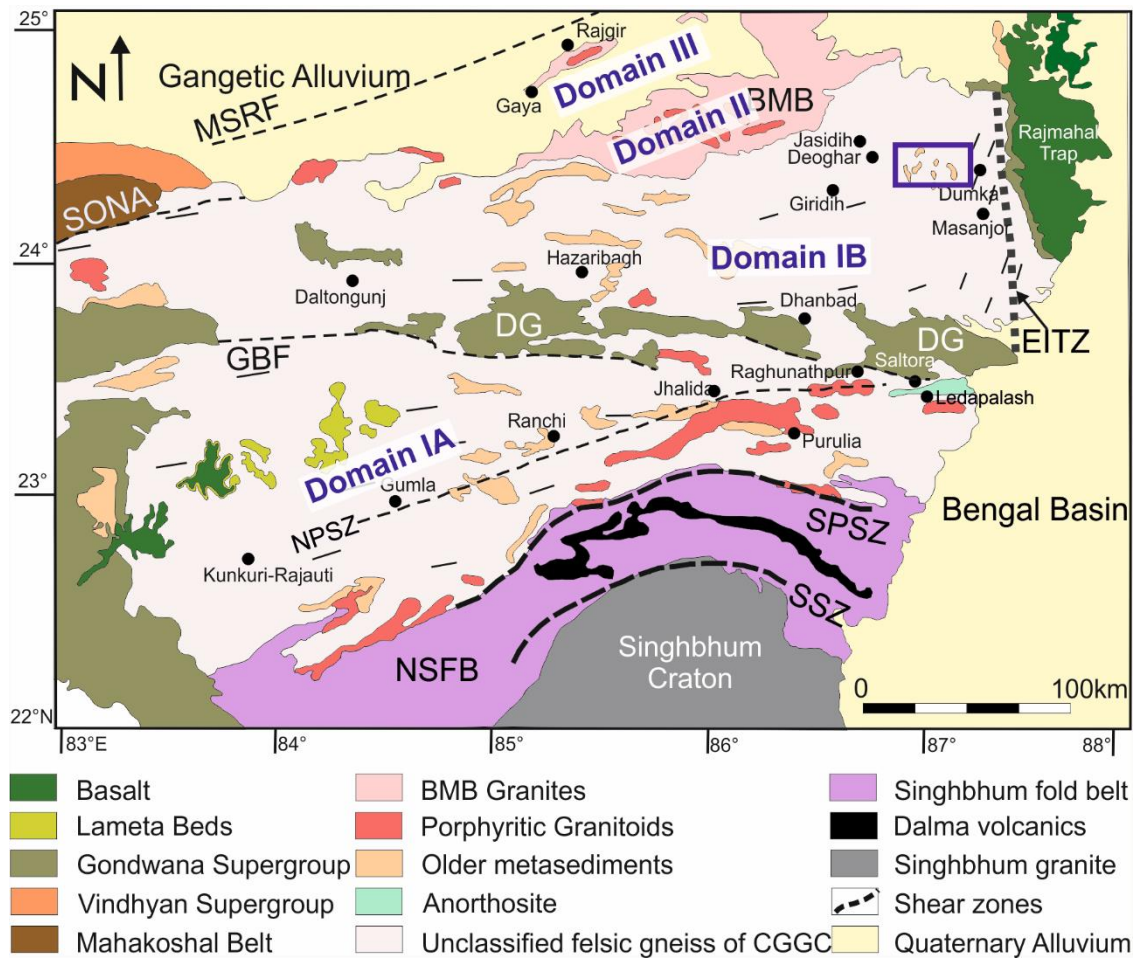 25°
N
Rajgir
Gangetic Alluvium
MSRF
Gaya
Domain III
Domain II
BMB
Jasidih
Deoghar
Rajmahal
Trap
SONA
Giridih
Dumka
Masanjor
24°
Hazaribagh
Domain IB
Daltongunj
Dhanbad
DG
DG
EITZ
GBF
Saltora
Raghunathpur
Jhalida
Ledapalash
Ranchi
Purulia
Domain IA
23°
Gumla
NPSZ
Bengal Basin
SPSZ
Kunkuri-Rajauti
SSZ
NSFB
Singhbhum
Craton
0 100km
22°N
83°E 84° 85° 86° 87° 88°
Basalt
Lameta Beds
Gondwana Supergroup
Vindhyan Supergroup
Mahakoshal Belt
BMB Granites
Porphyritic Granitoids
Older metasediments
Anorthosite
Unclassified felsic gneiss of CGGC
Singhbhum fold belt
Dalma volcanics
Singhbhum granite
Shear zones
Quaternary Alluvium